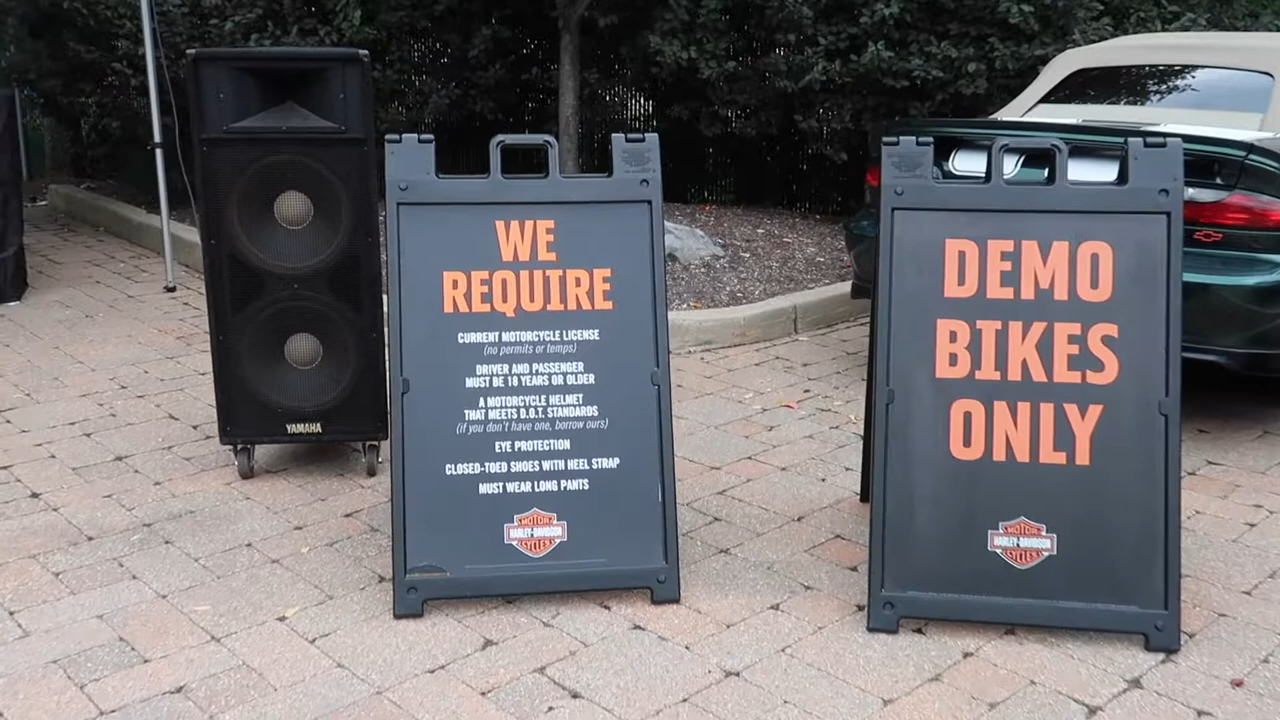 WE
REQUIRE
CURRENT MOTORCYCLE LICENSE
(no permits or temps)
DRIVER AND PASSENGER
MUST BE 18 YEARS OR OLDER
A MOTORCYCLE HELMET
THAT MEETS D.O.T. STANDARDS
(if you don't have one, borrow ours)
EYE PROTECTION
CLOSED-TOED SHOES WITH HEEL STRAP
MUST WEAR LONG PANTS
MOTOR
HARLEY-DAVIDSON
CYCLES
DEMO
BIKES
ONLY
MOTOR
HARLEY-DAVIDSON
CYCLES
YAMAHA